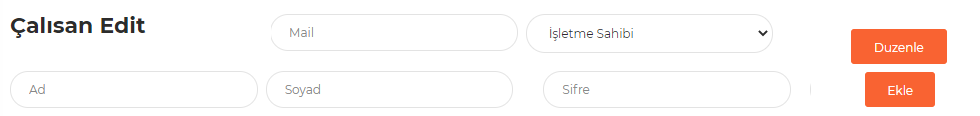 Çalısan Edit
Mail
İşletme Sahibi
Duzenle
Ad
Soyad
Sifre
Ekle